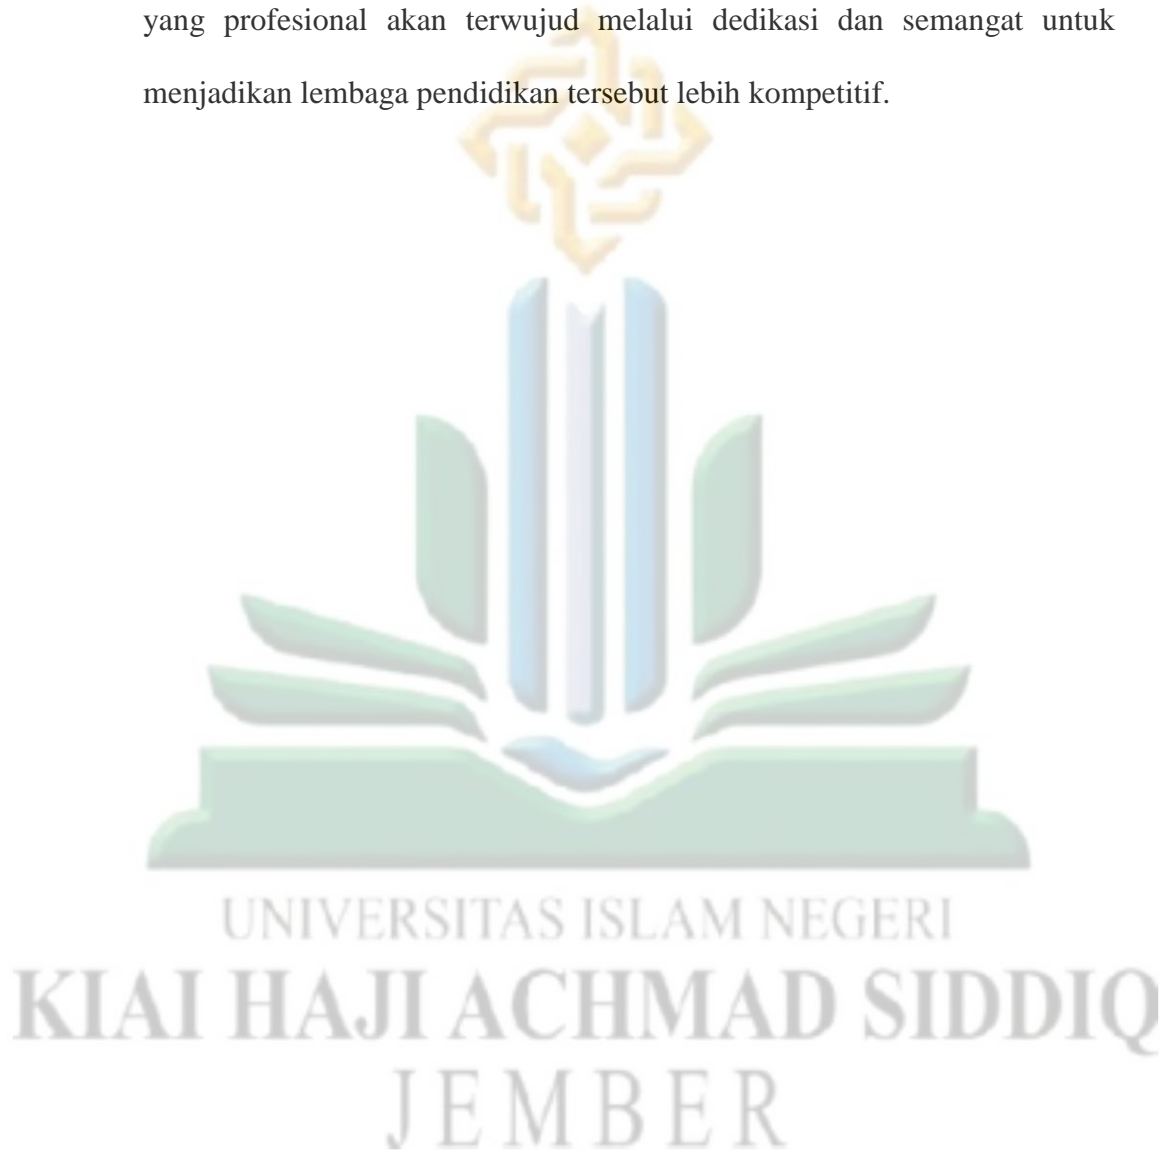 yang profesional akan terwujud melalui dedikasi dan semangat untuk
menjadikan lembaga pendidikan tersebut lebih kompetitif.
UNIVERSITAS ISLAM NEGERI
KIAI HAJI ACHMAD SIDDIQ
JEMBER